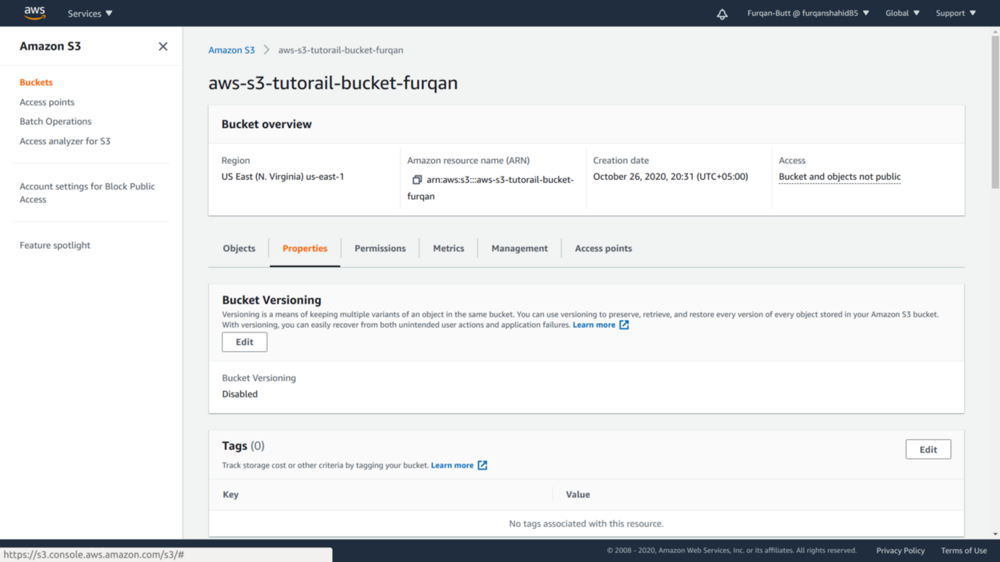 aws
Services
Furqan-Butt @ furqanshahid85
Global
Support
Amazon S3
Buckets
Access points
Batch Operations
Access analyzer for S3
Account settings for Block Public
Access
Feature spotlight
Amazon S3
aws-s3-tutorail-bucket-furqan
aws-s3-tutorail-bucket-furqan
Bucket overview
Region
US East (N. Virginia) us-east-1
Amazon resource name (ARN)
arn:aws:s3:::aws-s3-tutorail-bucket-
furqan
Creation date
October 26, 2020, 20:31 (UTC+05:00)
Access
Bucket and objects not public
Objects
Properties
Permissions
Metrics
Management
Access points
Bucket Versioning
Versioning is a means of keeping multiple variants of an object in the same bucket. You can use versioning to preserve, retrieve, and restore every version of every object stored in your Amazon S3 bucket.
With versioning, you can easily recover from both unintended user actions and application failures. Learn more
Edit
Bucket Versioning
Disabled
Tags (0)
Edit
Track storage cost or other criteria by tagging your bucket. Learn more
Key
Value
No tags associated with this resource.
https://s3.console.aws.amazon.com/s3/#
© 2008 - 2020, Amazon Web Services, Inc. or its affiliates. All rights reserved.
Privacy Policy
Terms of Use